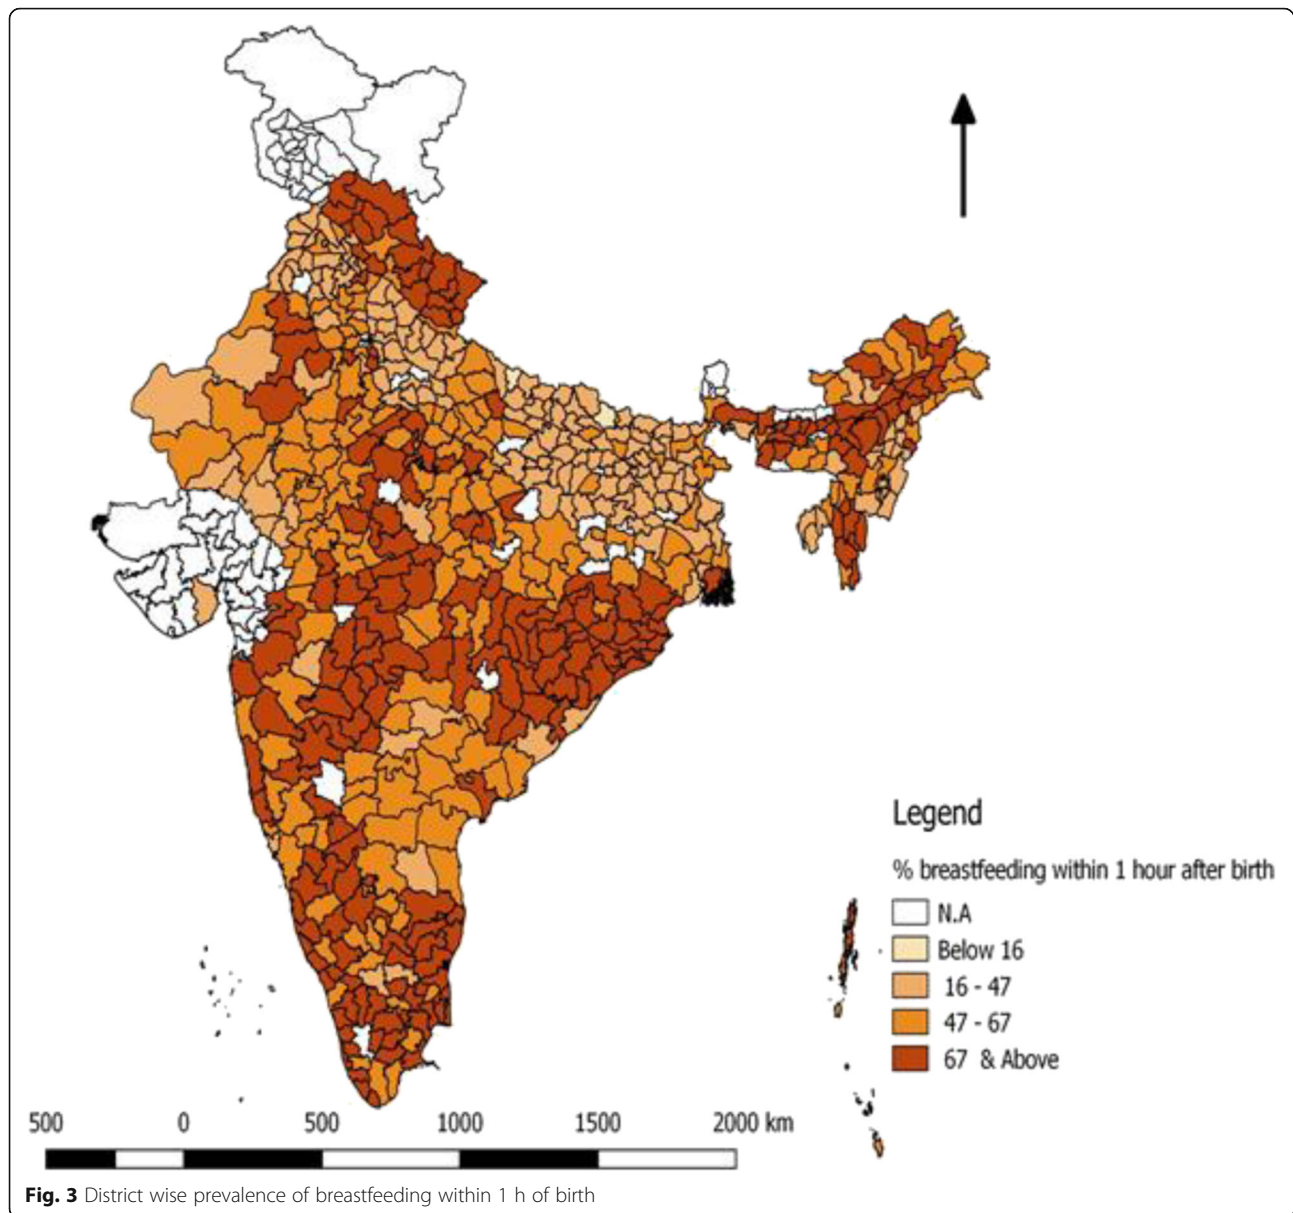 Legend
% breastfeeding within 1 hour after birth
N.A
Below 16
16 - 47
47 - 67
67 & Above
500 0 500 1000 1500 2000 km
Fig. 3 District wise prevalence of breastfeeding within 1 h of birth